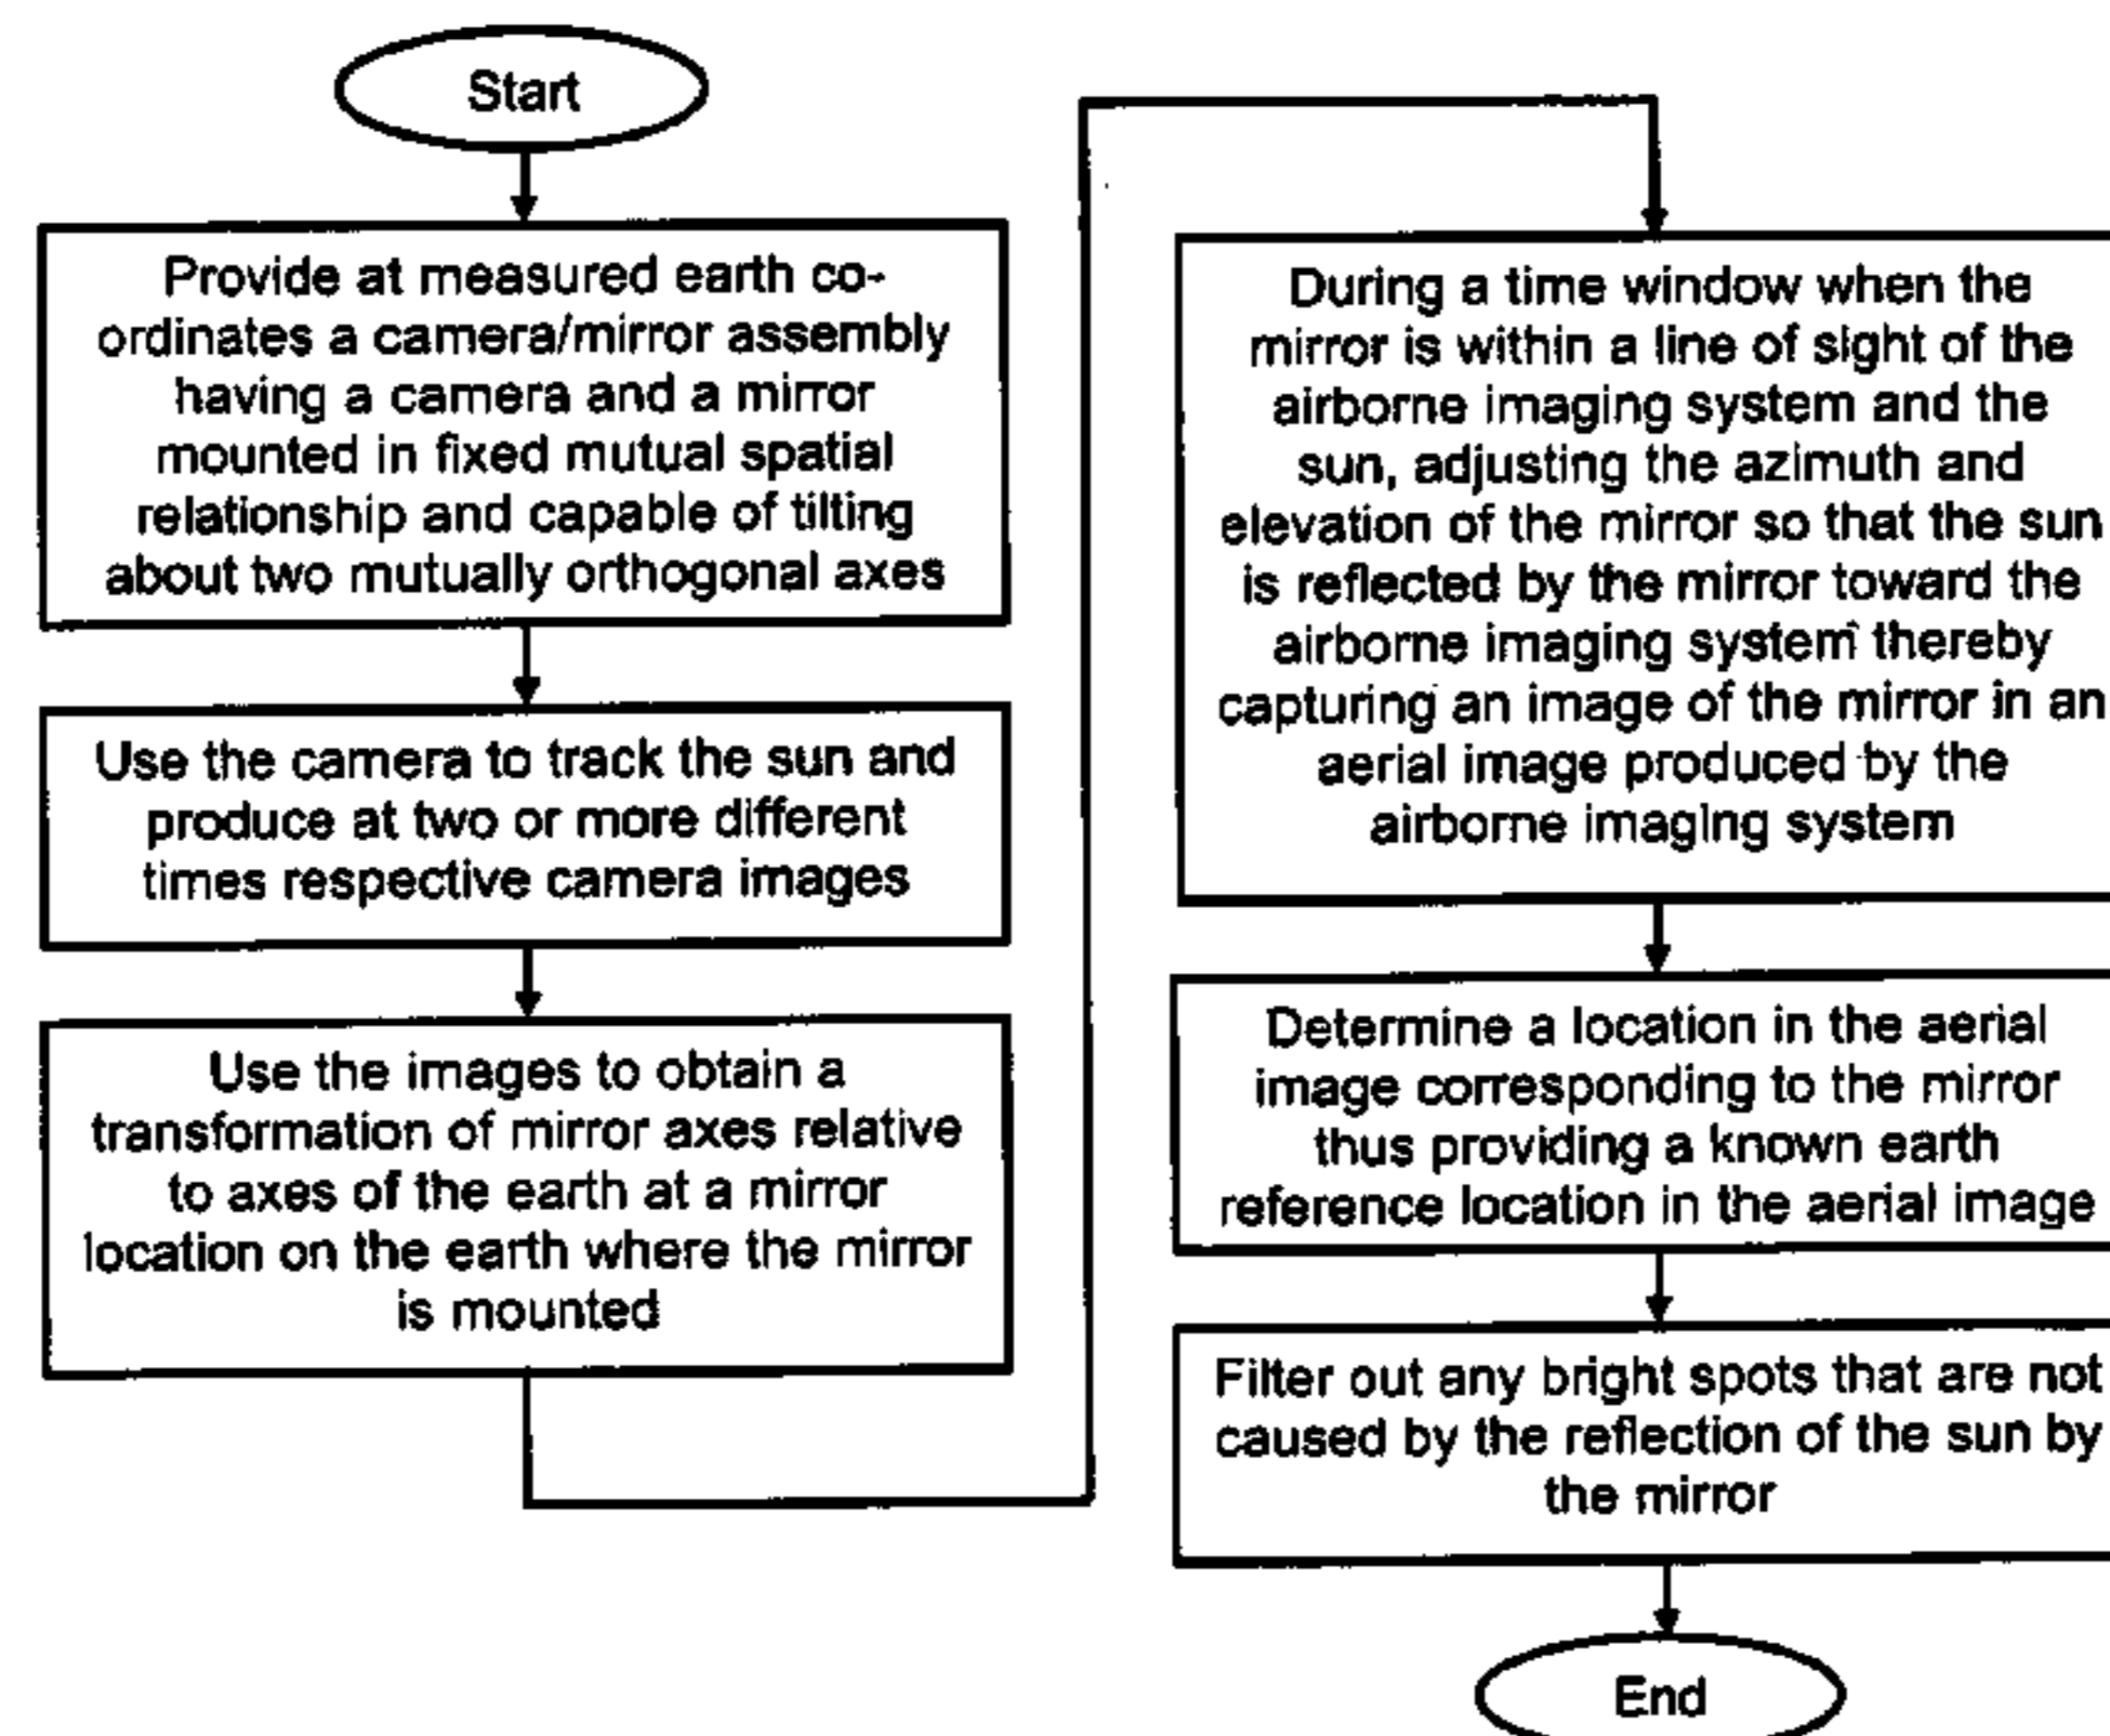 Start
Provide at measured earth co-
ordinates a camera/mirror assembly
having a camera and a mirror
mounted in fixed mutual spatial
relationship and capable of tilting
about two mutually orthogonal axes
Use the camera to track the sun and
produce at two or more different
times respective camera images
Use the images to obtain a
transformation of mirror axes relative
to axes of the earth at a mirror
location on the earth where the mirror
is mounted
During a time window when the
mirror is within a line of sight of the
airborne imaging system and the
sun, adjusting the azimuth and
elevation of the mirror so that the sun
is reflected by the mirror toward the
airborne imaging system thereby
capturing an image of the mirror in an
aerial image produced by the
airborne imaging system
Determine a location in the aerial
image corresponding to the mirror
thus providing a known earth
reference location in the aerial image
Filter out any bright spots that are not
caused by the reflection of the sun by
the mirror
End